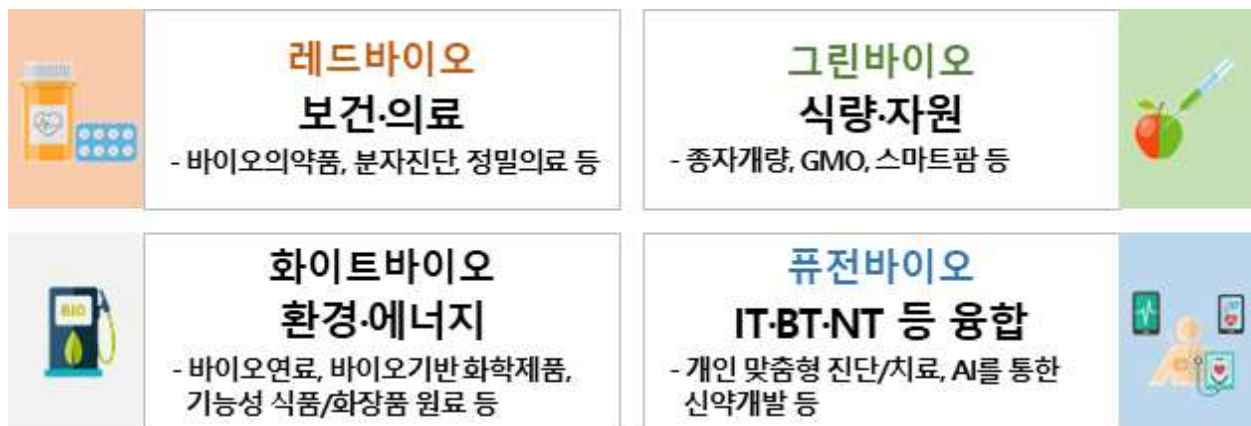 레드바이오
보건·의료
- 바이오의약품, 분자진단, 정밀의료 등
그린바이오
식량·자원
- 종자개량, GMO, 스마트팜 등
화이트바이오
환경·에너지
- 바이오연료, 바이오기반 화학제품,
기능성 식품/화장품 원료 등
BIO
퓨전바이오
IT·BT·NT 등 융합
- 개인 맞춤형 진단/치료, AI를 통한
신약개발 등